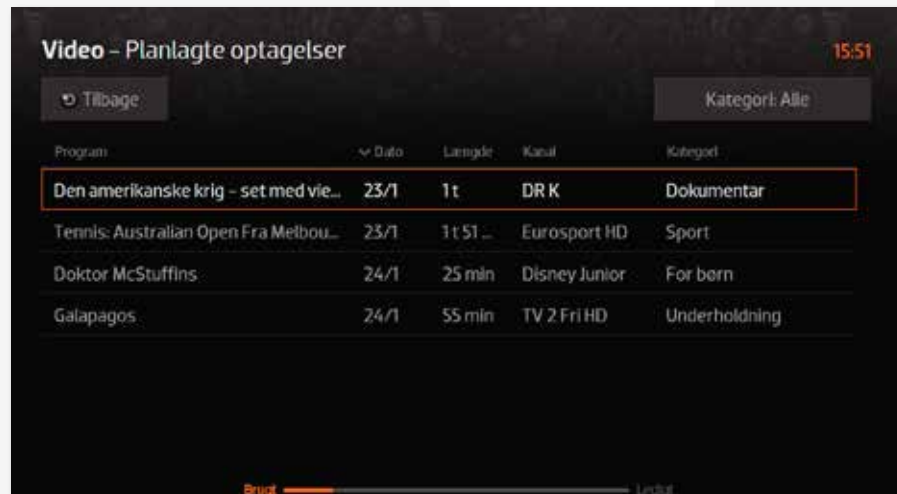 Video – Planlagte optagelser 15:51
Tilbage Kategori: Alle
Program Dato Længde Kanal Kategori
Den amerikanske krig – set med vie... 23/1 1 t DR K Dokumentar
Tennis: Australian Open Fra Melbou... 23/1 1 t 51 ... Eurosport HD Sport
Doktor McStuffins 24/1 25 min Disney Junior For børn
Galapagos 24/1 55 min TV 2 Fri HD Underholdning
Brugt Ledigt